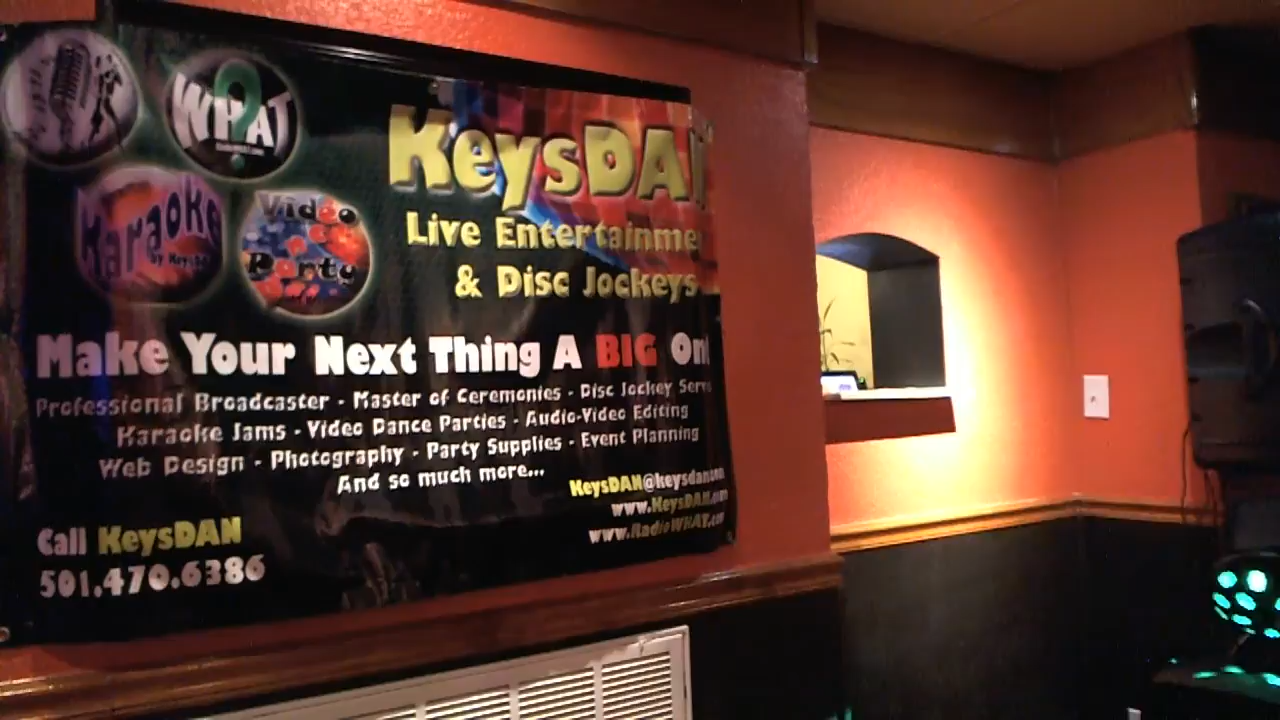 WHAT
?
Karaoke
by KeysDAN
Video
Party
KeysDAN
Live Entertainme
& Disc Jockeys
Make Your Next Thing A BIG On
Professional Broadcaster - Master of Ceremonies - Disc Jockey Serv
Karaoke Jams - Video Dance Parties - Audio-Video Editing
Web Design - Photography - Party Supplies - Event Planning
And so much more...
KeysDAN@keysdan.com
www.KeysDAN.com
www.RadioWHAT.com
Call KeysDAN
501.470.6386